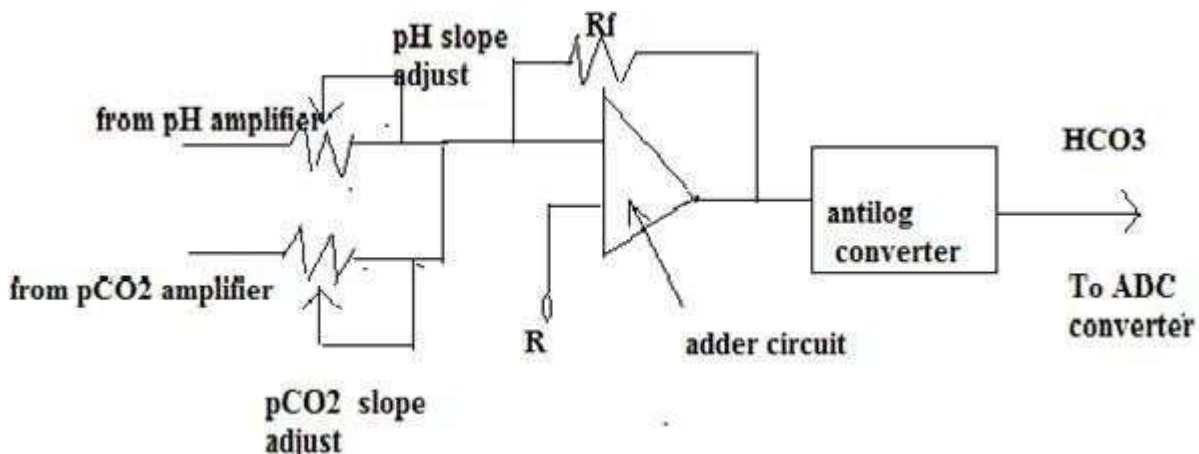 Rf
pH slope
adjust
from pH amplifier
HCO3
antilog
converter
from pCO2 amplifier
To ADC
converter
R
adder circuit
pCO2 slope
adjust